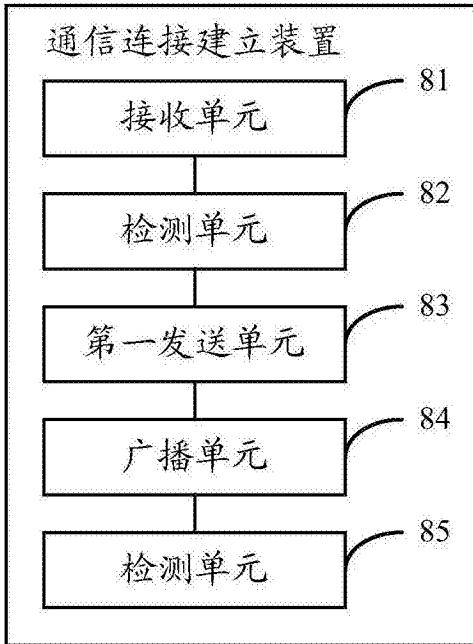 通信连接建立装置
接收单元 81
检测单元 82
第一发送单元 83
广播单元 84
检测单元 85